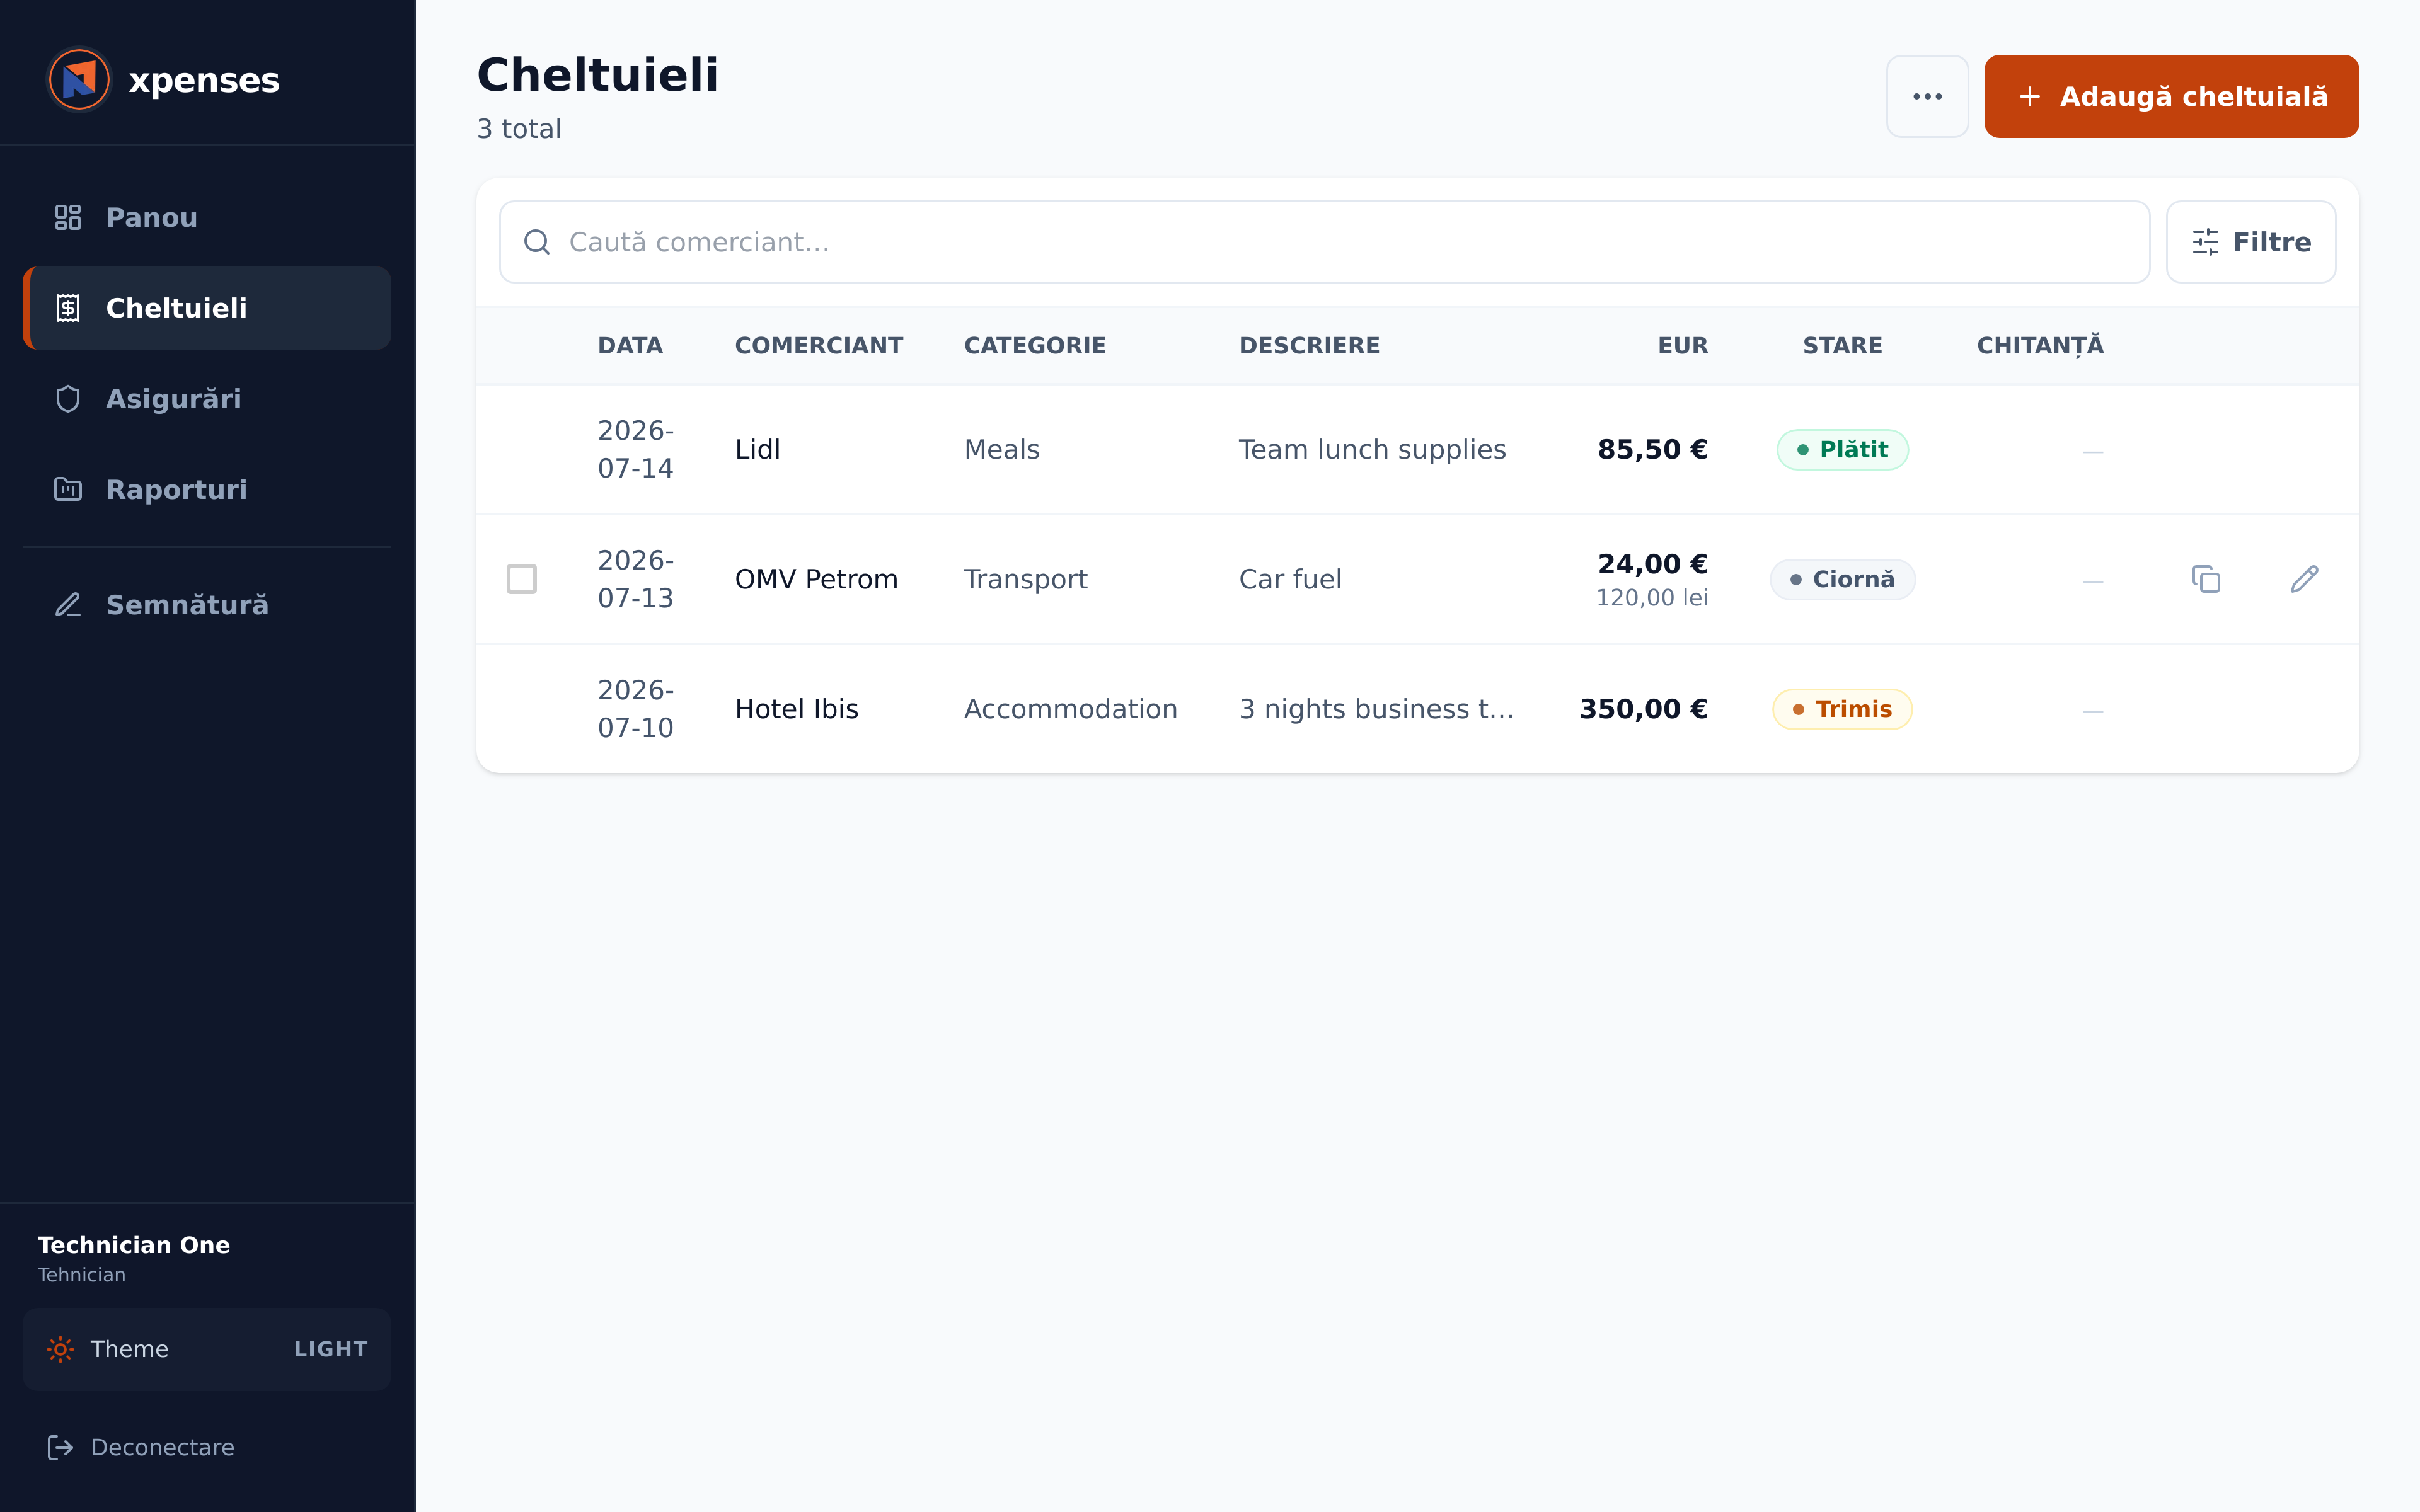 xpenses
Panou
Cheltuieli
Asigurări
Raporturi
Semnătură
Technician One
Tehnician
Theme LIGHT
Deconectare
Cheltuieli
3 total
Adaugă cheltuială
Caută comerciant...
Filtre
DATA COMERCIANT CATEGORIE DESCRIERE EUR STARE CHITANȚĂ
2026-
07-14
Lidl Meals Team lunch supplies 85,50 € Plătit —
2026-
07-13
OMV Petrom Transport Car fuel 24,00 €
120,00 lei
Ciornă —
2026-
07-10
Hotel Ibis Accommodation 3 nights business t... 350,00 € Trimis —